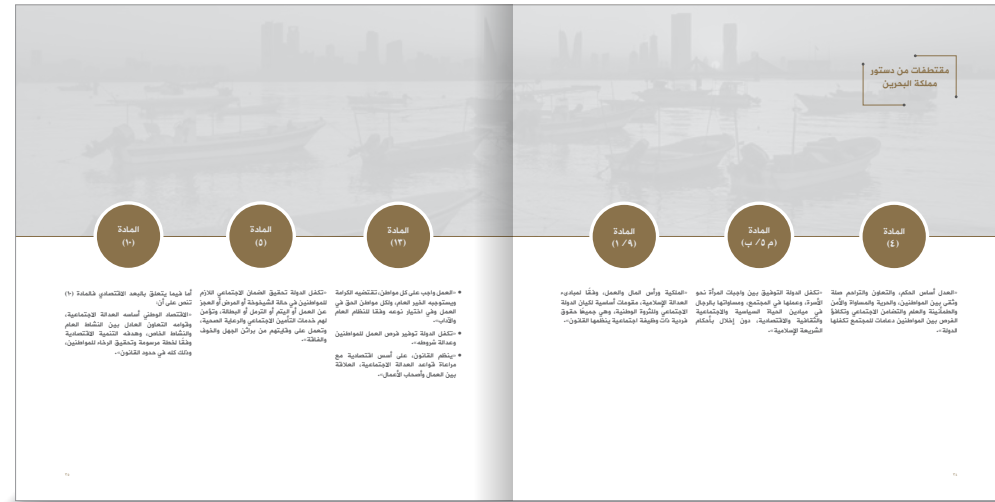 مقتطفات من دستور
مملكة البحرين
المادة
(٤)
«العدل أساس الحكم، والتعاون والتراحم صلة
وثقى بين المواطنين، والحرية والمساواة والأمن
والطمأنينة والعلم والتضامن الاجتماعي وتكافؤ
الفرص بين المواطنين دعامات للمجتمع تكفلها
الدولة».
المادة
(م ٥/ ب)
«تكفل الدولة التوفيق بين واجبات المرأة نحو
الأسرة، وعملها في المجتمع، ومساواتها بالرجال
في ميادين الحياة السياسية والاجتماعية
والثقافية والاقتصادية، دون إخلال بأحكام
الشريعة الإسلامية».
المادة
(٩/ ١)
«الملكية ورأس المال والعمل، وفقًا لمبادىء
العدالة الإسلامية، مقومات أساسية لكيان الدولة
الاجتماعي وللثروة الوطنية، وهي جميعًا حقوق
فردية ذات وظيفة اجتماعية ينظمها القانون».
المادة
(١٣)
• «العمل واجب على كل مواطن، تقتضيه الكرامة
ويستوجبه الخير العام، ولكل مواطن الحق في
العمل وفي اختيار نوعه وفقا للنظام العام
والآداب».
• «تكفل الدولة توفير فرص العمل للمواطنين
وعدالة شروطه».
• «ينظم القانون، على أسس اقتصادية مع
مراعاة قواعد العدالة الاجتماعية، العلاقة
بين العمال وأصحاب الأعمال».
المادة
(٥)
«تكفل الدولة تحقيق الضمان الاجتماعي اللازم
للمواطنين في حالة الشيخوخة أو المرض أو العجز
عن العمل أو اليتم أو الترمل أو البطالة، وتؤمن
لهم خدمات التأمين الاجتماعي والرعاية الصحية،
وتعمل على وقايتهم من براثن الجهل والخوف
والفاقة».
المادة
(١٠)
أما فيما يتعلق بالبعد الاقتصادي فالمادة (١٠)
تنص على أن:
«الاقتصاد الوطني أساسه العدالة الاجتماعية،
وقوامه التعاون العادل بين النشاط العام
والنشاط الخاص، وهدفه التنمية الاقتصادية
وفقًا لخطة مرسومة وتحقيق الرخاء للمواطنين،
وذلك كله في حدود القانون».